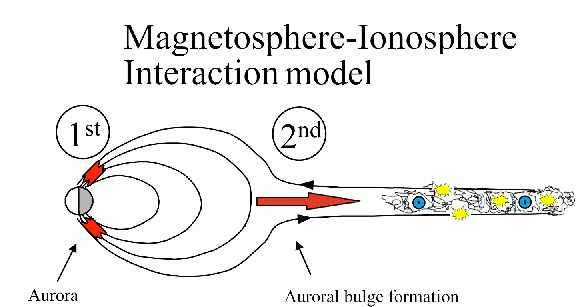 Magnetosphere-Ionosphere
Interaction model
1st
2nd
Aurora
Auroral bulge formation